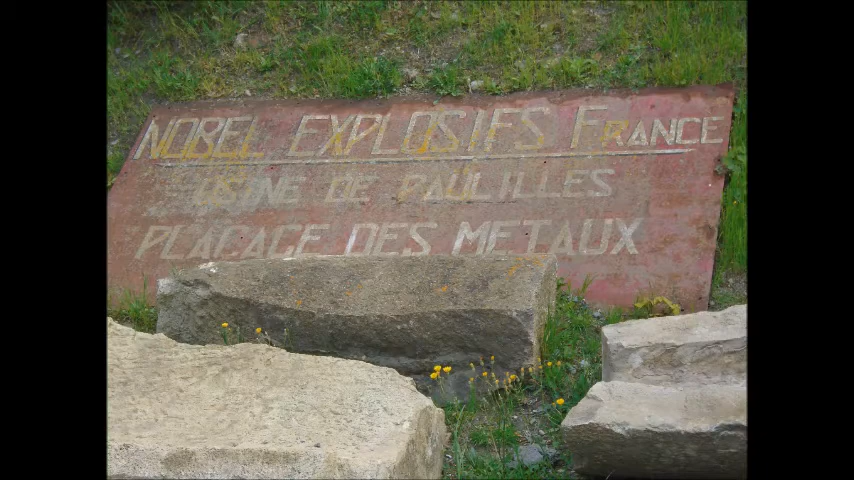 NOBEL EXPLOSIFS FRANCE
USINE DE PAULILLES
PLACAGE DES METAUX